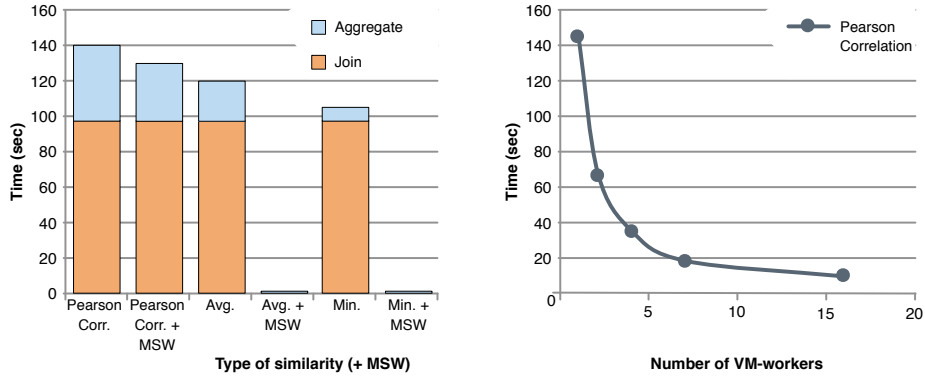 160
140
120
100
80
60
40
20
0
Time (sec)
Aggregate
Join
Pearson
Corr.
Pearson
Corr. +
MSW
Avg.
Avg. +
MSW
Min.
Min. +
MSW
Type of similarity (+ MSW)
160
140
120
100
80
60
40
20
0
Time (sec)
Pearson
Correlation
5
10
15
20
Number of VM-workers